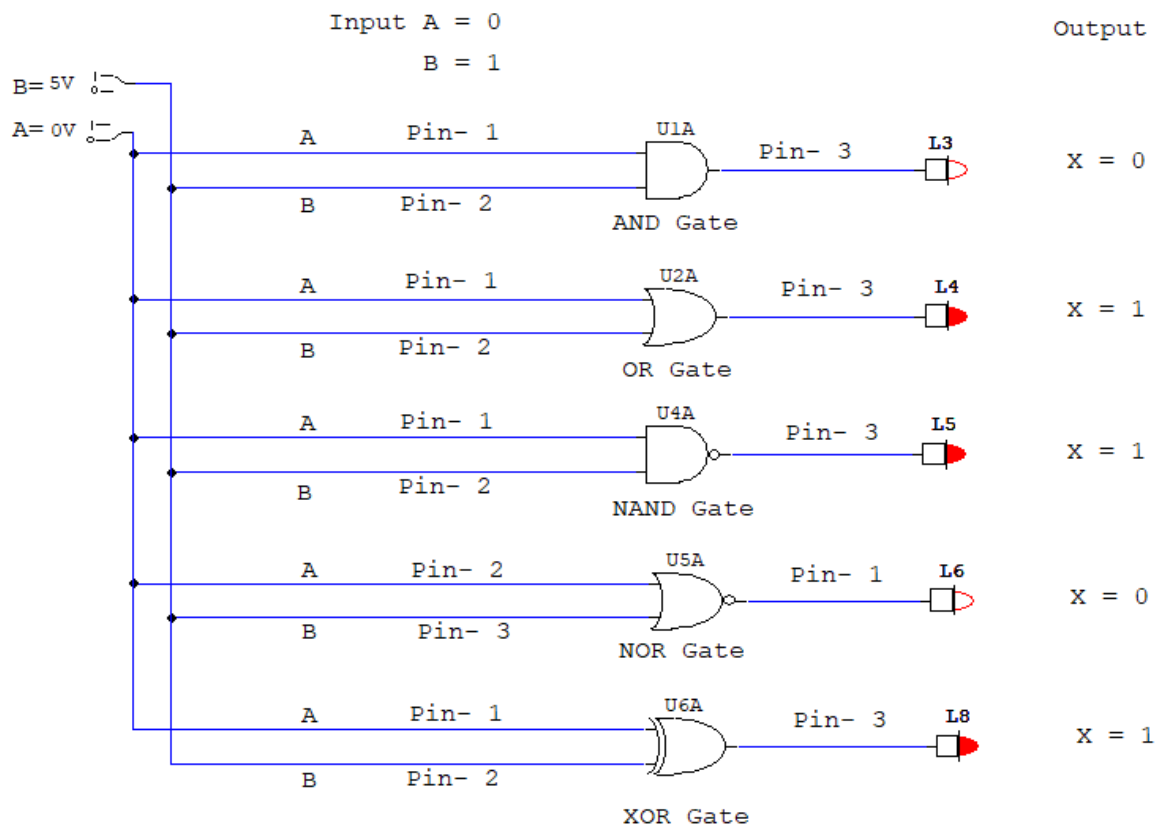 Input A = 0
Output
B = 1
B= 5V
A= 0V
A Pin- 1 U1A Pin- 3 L3 X = 0
B Pin- 2
AND Gate
A Pin- 1 U2A Pin- 3 L4 X = 1
B Pin- 2
OR Gate
A Pin- 1 U4A Pin- 3 L5 X = 1
B Pin- 2
NAND Gate
A Pin- 2 U5A Pin- 1 L6 X = 0
B Pin- 3
NOR Gate
A Pin- 1 U6A Pin- 3 L8 X = 1
B Pin- 2
XOR Gate